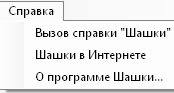 Справка
Вызов справки "Шашки"
Шашки в Интернете
О программе Шашки...